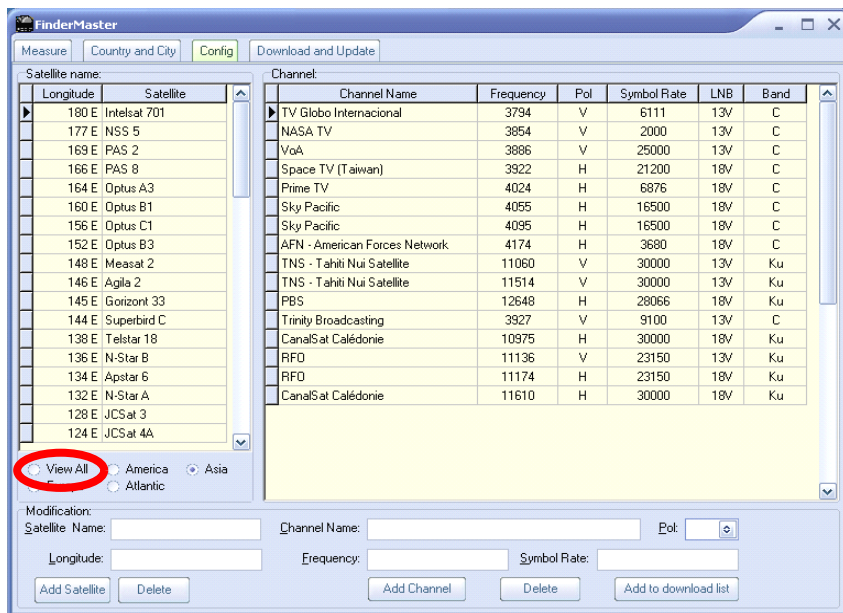 FinderMaster
Measure Country and City Config Download and Update
Satellite name:
Longitude Satellite
180 E Intelsat 701
177 E NSS 5
169 E PAS 2
166 E PAS 8
164 E Optus A3
160 E Optus B1
156 E Optus C1
152 E Optus B3
148 E Measat 2
146 E Agila 2
145 E Gorizont 33
144 E Superbird C
138 E Telstar 18
136 E N-Star B
134 E Apstar 6
132 E N-Star A
128 E JCSat 3
124 E JCSat 4A
View All America Asia
Atlantic
Channel:
Channel Name Frequency Pol Symbol Rate LNB Band
TV Globo Internacional 3794 V 6111 13V C
NASA TV 3854 V 2000 13V C
VoA 3886 V 25000 13V C
Space TV (Taiwan) 3922 H 21200 18V C
Prime TV 4024 H 6876 18V C
Sky Pacific 4055 H 16500 18V C
Sky Pacific 4095 H 16500 18V C
AFN - American Forces Network 4174 H 3680 18V C
TNS - Tahiti Nui Satellite 11060 V 30000 13V Ku
TNS - Tahiti Nui Satellite 11514 V 30000 13V Ku
PBS 12648 H 28066 18V Ku
Trinity Broadcasting 3927 V 9100 13V C
CanalSat Calédonie 10975 H 30000 18V Ku
RFO 11136 V 23150 13V Ku
RFO 11174 H 23150 18V Ku
CanalSat Calédonie 11610 H 30000 18V Ku
Modification:
Satellite Name: Channel Name: Pol:
Longitude: Frequency: Symbol Rate:
Add Satellite Delete Add Channel Delete Add to download list